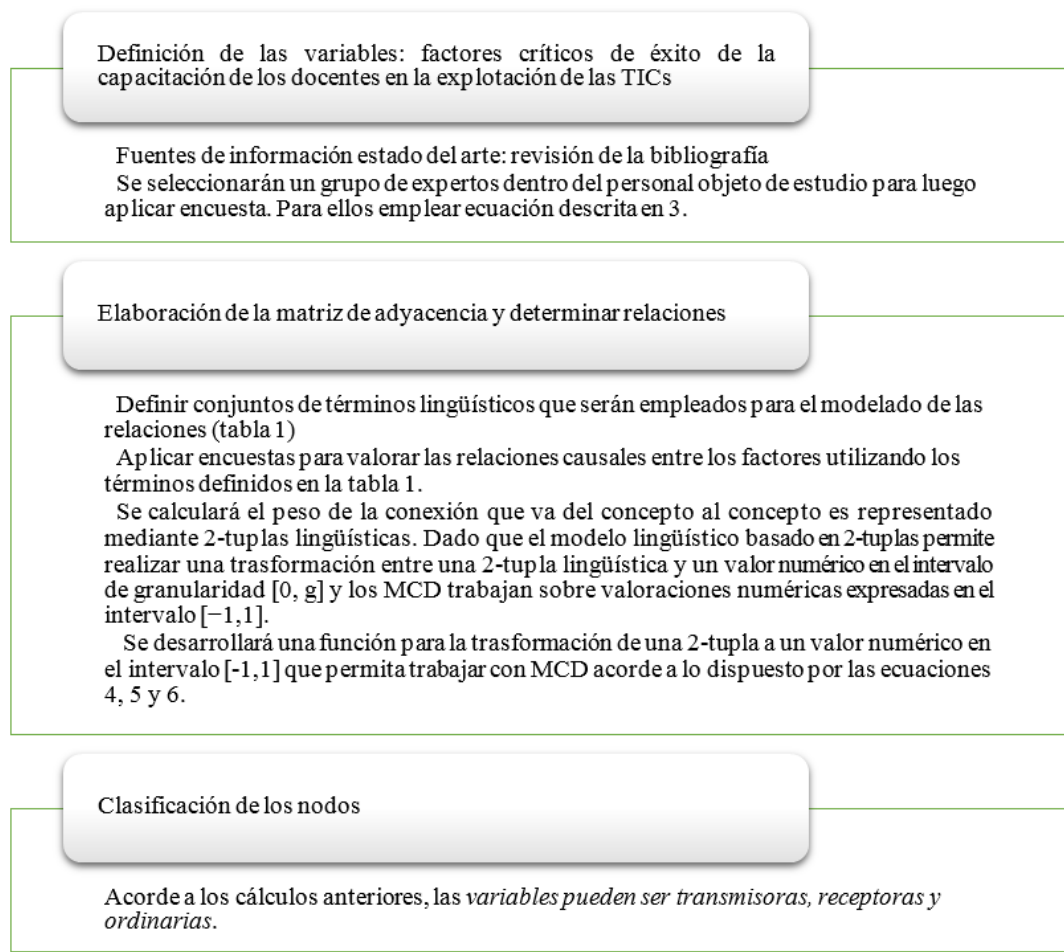 Definición de las variables: factores críticos de éxito de la
capacitación de los docentes en la explotación de las TICs
Fuentes de información estado del arte: revisión de la bibliografía
Se seleccionarán un grupo de expertos dentro del personal objeto de estudio para luego
aplicar encuesta. Para ellos emplear ecuación descrita en 3.
Elaboración de la matriz de adyacencia y determinar relaciones
Definir conjuntos de términos lingüísticos que serán empleados para el modelado de las
relaciones (tabla 1)
Aplicar encuestas para valorar las relaciones causales entre los factores utilizando los
términos definidos en la tabla 1.
Se calculará el peso de la conexión que va del concepto al concepto es representado
mediante 2-tuplas lingüísticas. Dado que el modelo lingüístico basado en 2-tuplas permite
realizar una trasformación entre una 2-tupla lingüística y un valor numérico en el intervalo
de granularidad [0, g] y los MCD trabajan sobre valoraciones numéricas expresadas en el
intervalo [−1,1].
Se desarrollará una función para la trasformación de una 2-tupla a un valor numérico en
el intervalo [-1,1] que permita trabajar con MCD acorde a lo dispuesto por las ecuaciones
4, 5 y 6.
Clasificación de los nodos
Acorde a los cálculos anteriores, las variables pueden ser transmisoras, receptoras y
ordinarias.